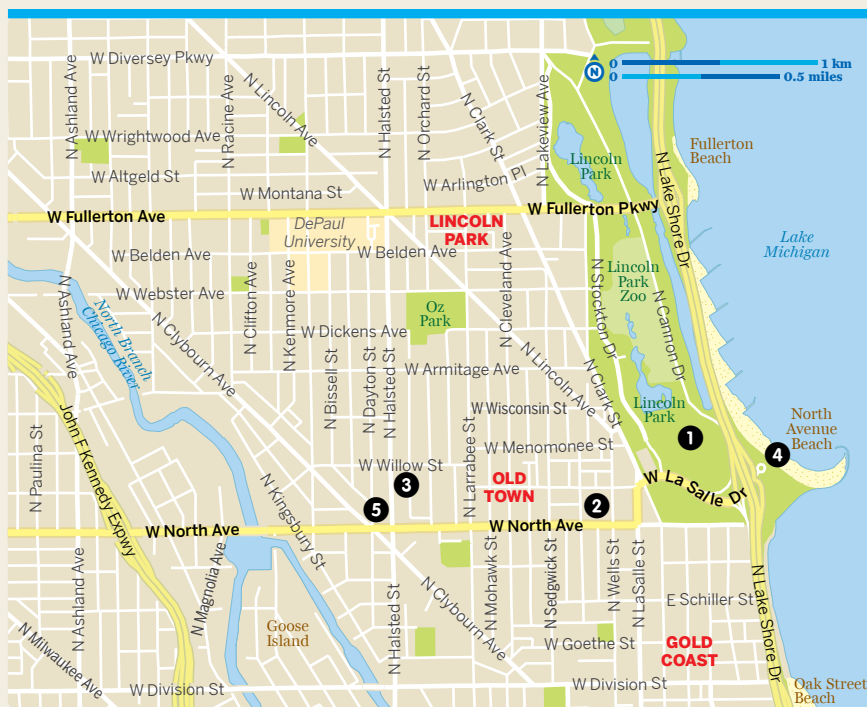 W Diversey Pkwy
0 1 km
N
0 0.5 miles
N Ashland Ave
N Racine Ave
N Lincoln Ave
N Halsted St
N Orchard St
N Clark St
N Lakeview Ave
W Wrightwood Ave
Lincoln
Park
N Lake Shore Dr
Fullerton
Beach
W Altgeld St
W Montana St
W Arlington Pl
W Fullerton Ave
W Fullerton Pkwy
DePaul
University
LINCOLN
PARK
Lake
Michigan
W Belden Ave
W Belden Ave
N Ashland Ave
North Branch
Chicago River
W Webster Ave
N Clybourn Ave
N Clifton Ave
N Kenmore Ave
Oz
Park
N Cleveland Ave
N Stockton Dr
Lincoln
Park
Zoo
N Cannon Dr
W Dickens Ave
N Bissell St
N Dayton St
N Halsted St
W Armitage Ave
N Lincoln Ave
N Clark St
W Wisconsin St
Lincoln
Park
North
Avenue
Beach
1
4
John F Kennedy Expwy
N Paulina St
N Larrabee St
W Menomonee St
W Willow St
3
OLD
TOWN
W La Salle Dr
5
2
W North Ave
W North Ave
N Kingsbury St
N Ashland Ave
N Magnolia Ave
N Halsted St
N Clybourn Ave
N Mohawk St
N Sedgwick St
N Wells St
N LaSalle St
E Schiller St
N Lake Shore Dr
Goose
Island
W Goethe St
GOLD
COAST
N Milwaukee Ave
W Division St
W Division St
Oak Street
Beach